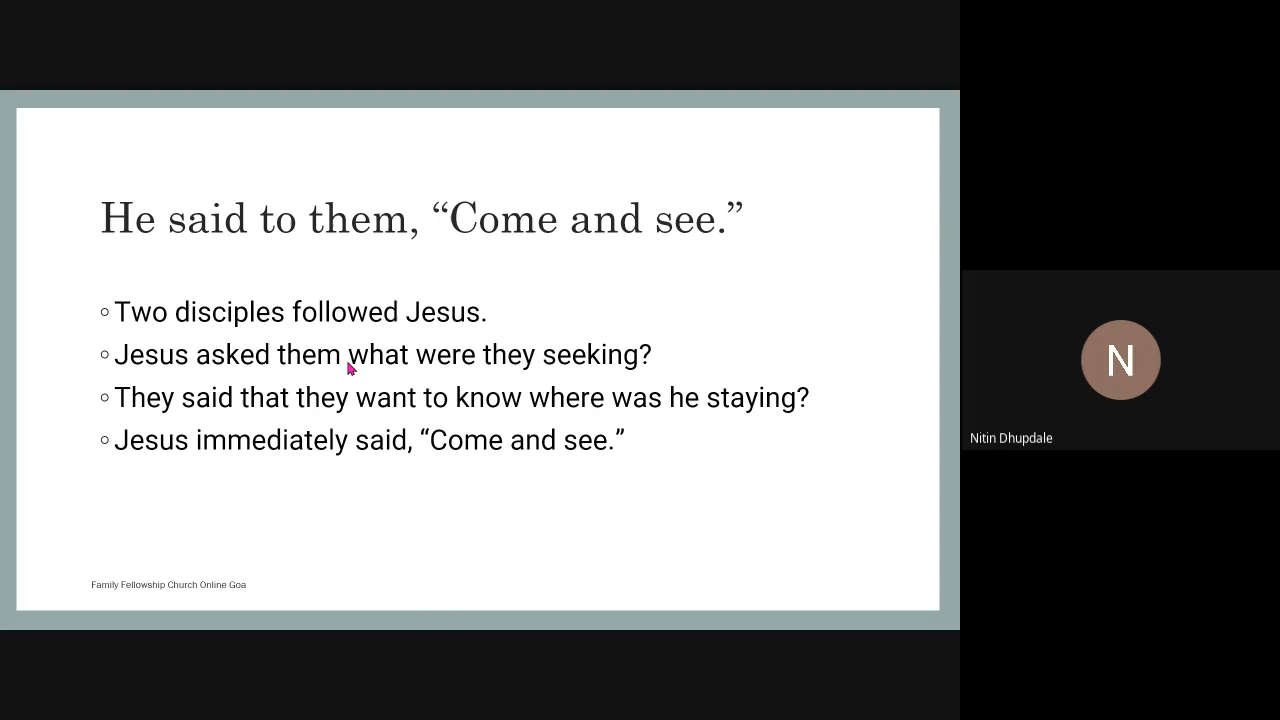 He said to them, “Come and see.”
◦ Two disciples followed Jesus.
◦ Jesus asked them what were they seeking?
◦ They said that they want to know where was he staying?
◦ Jesus immediately said, “Come and see.”
Family Fellowship Church Online Goa
N
Nitin Dhupdale